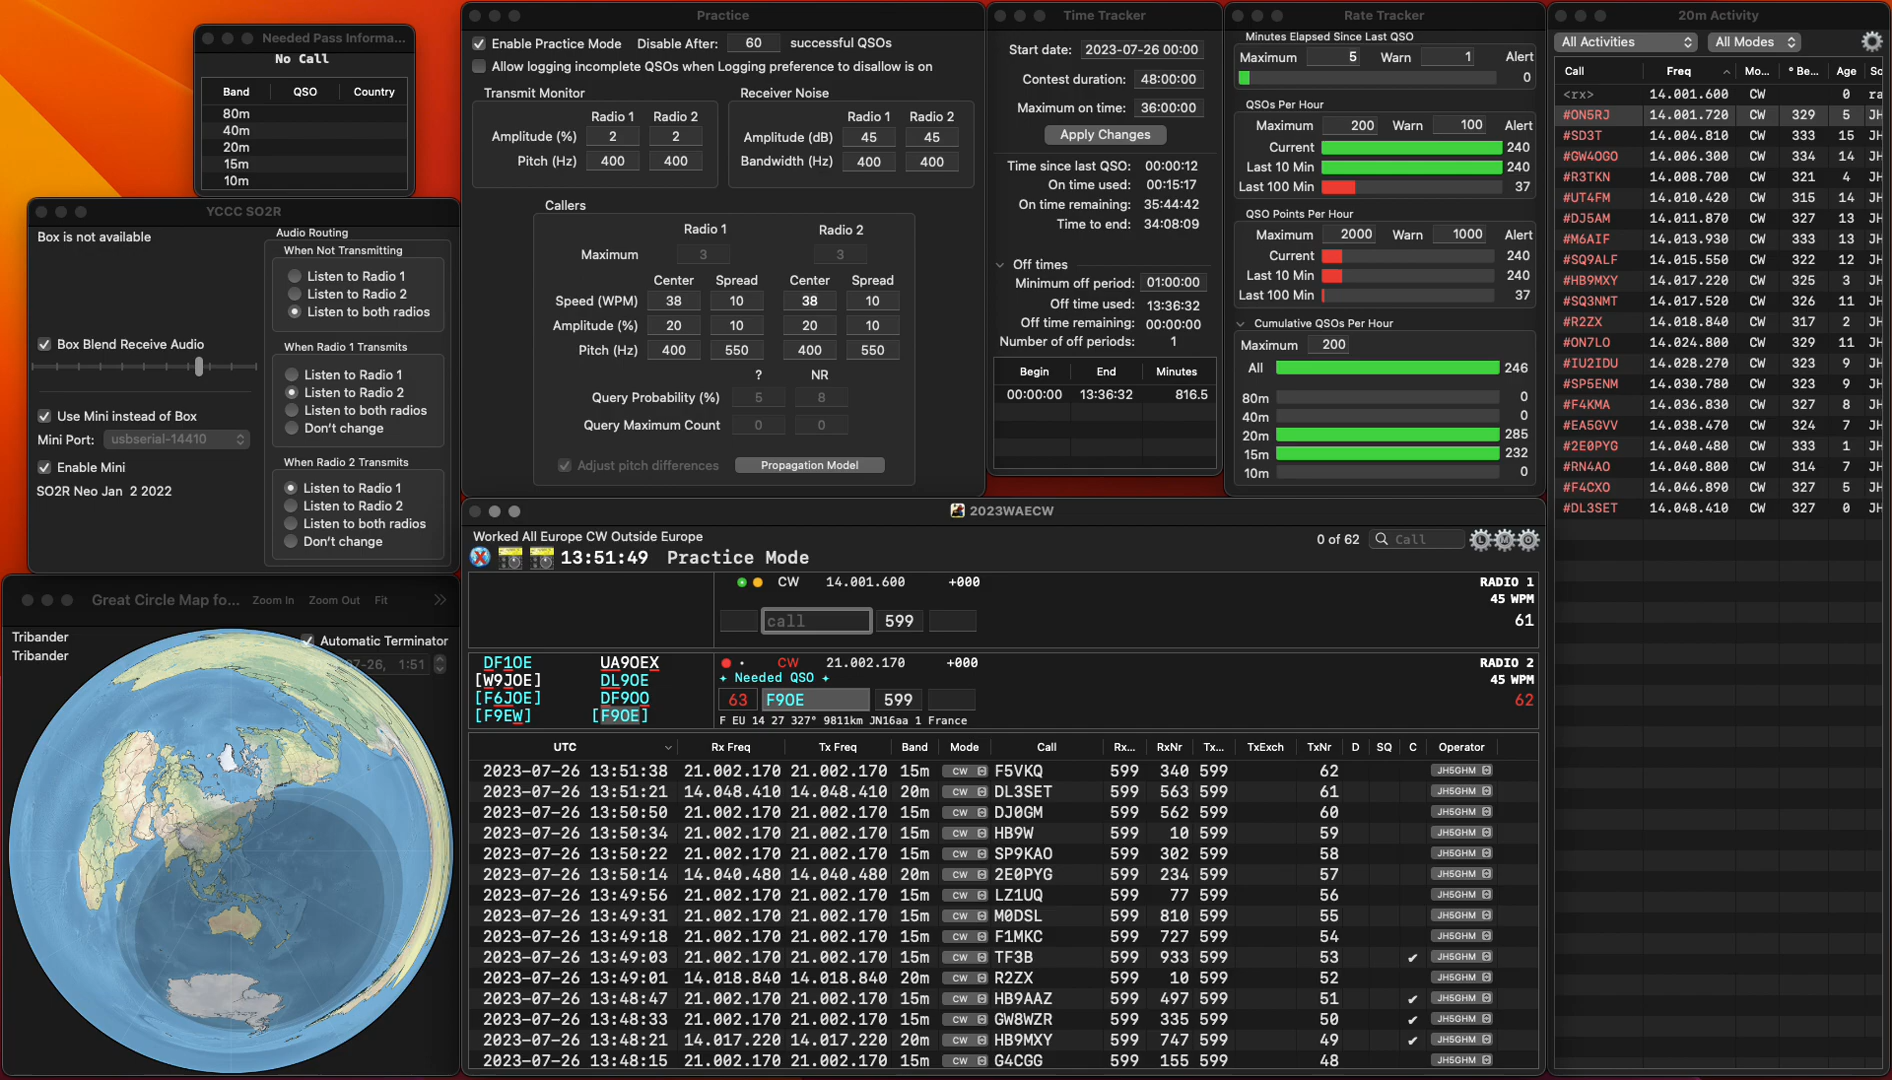 Needed Pass Informa...
No Call
Band QSO Country
80m
40m
20m
15m
10m
YCCC SO2R
Box is not available
Audio Routing
When Not Transmitting
Listen to Radio 1
Listen to Radio 2
Listen to both radios
Box Blend Receive Audio
When Radio 1 Transmits
Listen to Radio 1
Listen to Radio 2
Listen to both radios
Don't change
Use Mini instead of Box
Mini Port: usbserial-14410
Enable Mini
SO2R Neo Jan 2 2022
When Radio 2 Transmits
Listen to Radio 1
Listen to Radio 2
Listen to both radios
Don't change
Great Circle Map fo... Zoom In Zoom Out Fit
Tribander
Tribander
Automatic Terminator
Practice
Enable Practice Mode Disable After: 60 successful QSOs
Allow logging incomplete QSOs when Logging preference to disallow is on
Transmit Monitor
Radio 1 Radio 2
Amplitude (%) 2 2
Pitch (Hz) 400 400
Receiver Noise
Radio 1 Radio 2
Amplitude (dB) 45 45
Bandwidth (Hz) 400 400
Callers
Radio 1 Radio 2
Maximum 3 3
Center Spread Center Spread
Speed (WPM) 38 10 38 10
Amplitude (%) 20 10 20 10
Pitch (Hz) 400 550 400 550
? NR
Query Probability (%) 5 8
Query Maximum Count 0 0
Adjust pitch differences Propagation Model
Time Tracker
Start date: 2023-07-26 00:00
Contest duration: 48:00:00
Maximum on time: 36:00:00
Apply Changes
Time since last QSO: 00:00:12
On time used: 00:15:17
On time remaining: 35:44:42
Time to end: 34:08:09
Off times
Minimum off period: 01:00:00
Off time used: 13:36:32
Off time remaining: 00:00:00
Number of off periods: 1
Begin End Minutes
00:00:00 13:36:32 816.5
Rate Tracker
Minutes Elapsed Since Last QSO
Maximum 5 Warn 1 Alert
0
QSOs Per Hour
Maximum 200 Warn 100 Alert
Current 240
Last 10 Min 240
Last 100 Min 37
QSO Points Per Hour
Maximum 2000 Warn 1000 Alert
Current 240
Last 10 Min 240
Last 100 Min 37
Cumulative QSOs Per Hour
Maximum 200
All 246
80m 0
40m 0
20m 285
15m 232
10m 0
20m Activity
All Activities All Modes
Call Freq Mo... ° Be... Age So
<rx> 14.001.600 CW 0 ra
#ON5RJ 14.001.720 CW 329 5 JH
#SD3T 14.004.810 CW 333 15 JH
#GW4OGO 14.006.300 CW 334 14 JH
#R3TKN 14.008.700 CW 321 4 JH
#UT4FM 14.010.420 CW 315 14 JH
#DJ5AM 14.011.870 CW 327 13 JH
#M6AIF 14.013.930 CW 333 13 JH
#SQ9ALF 14.015.550 CW 322 12 JH
#HB9MXY 14.017.220 CW 325 3 JH
#SQ3NMT 14.017.520 CW 326 11 JH
#R2ZX 14.018.840 CW 317 2 JH
#ON7LO 14.024.800 CW 329 11 JH
#IU2IDU 14.028.270 CW 323 9 JH
#SP5ENM 14.030.780 CW 323 9 JH
#F4KMA 14.036.830 CW 327 8 JH
#EA5GVV 14.038.470 CW 324 7 JH
#2E0PYG 14.040.480 CW 333 1 JH
#RN4AO 14.040.800 CW 314 7 JH
#F4CXO 14.046.890 CW 327 5 JH
#DL3SET 14.048.410 CW 327 0 JH
2023WAECW
Worked All Europe CW Outside Europe
0 of 62 Call
13:51:49 Practice Mode
CW 14.001.600 +000 RADIO 1
45 WPM
call 599 61
DF1OE UA9OEX
[W9JOE] DL9OE
[F6JOE] DF9OO
[F9EW] [F9OE]
CW 21.002.170 +000 RADIO 2
Needed QSO 45 WPM
63 F9OE 599 62
F EU 14 27 327° 9811km JN16aa 1 France
UTC Rx Freq Tx Freq Band Mode Call Rx... RxNr Tx... TxExch TxNr D SQ C Operator
2023-07-26 13:51:38 21.002.170 21.002.170 15m CW F5VKQ 599 340 599 62 JH5GHM
2023-07-26 13:51:21 14.048.410 14.048.410 20m CW DL3SET 599 563 599 61 JH5GHM
2023-07-26 13:50:50 21.002.170 21.002.170 15m CW DJ0GM 599 562 599 60 JH5GHM
2023-07-26 13:50:34 21.002.170 21.002.170 15m CW HB9W 599 10 599 59 JH5GHM
2023-07-26 13:50:22 21.002.170 21.002.170 15m CW SP9KAO 599 302 599 58 JH5GHM
2023-07-26 13:50:14 14.040.480 14.040.480 20m CW 2E0PYG 599 234 599 57 JH5GHM
2023-07-26 13:49:56 21.002.170 21.002.170 15m CW LZ1UQ 599 77 599 56 JH5GHM
2023-07-26 13:49:31 21.002.170 21.002.170 15m CW M0DSL 599 810 599 55 JH5GHM
2023-07-26 13:49:18 21.002.170 21.002.170 15m CW F1MKC 599 727 599 54 JH5GHM
2023-07-26 13:49:03 21.002.170 21.002.170 15m CW TF3B 599 933 599 53 ✓ JH5GHM
2023-07-26 13:49:01 14.018.840 14.018.840 20m CW R2ZX 599 10 599 52 JH5GHM
2023-07-26 13:48:47 21.002.170 21.002.170 15m CW HB9AAZ 599 497 599 51 ✓ JH5GHM
2023-07-26 13:48:33 21.002.170 21.002.170 15m CW GW8WZR 599 335 599 50 ✓ JH5GHM
2023-07-26 13:48:21 14.017.220 14.017.220 20m CW HB9MXY 599 747 599 49 ✓ JH5GHM
2023-07-26 13:48:15 21.002.170 21.002.170 15m CW G4CGG 599 155 599 48 JH5GHM